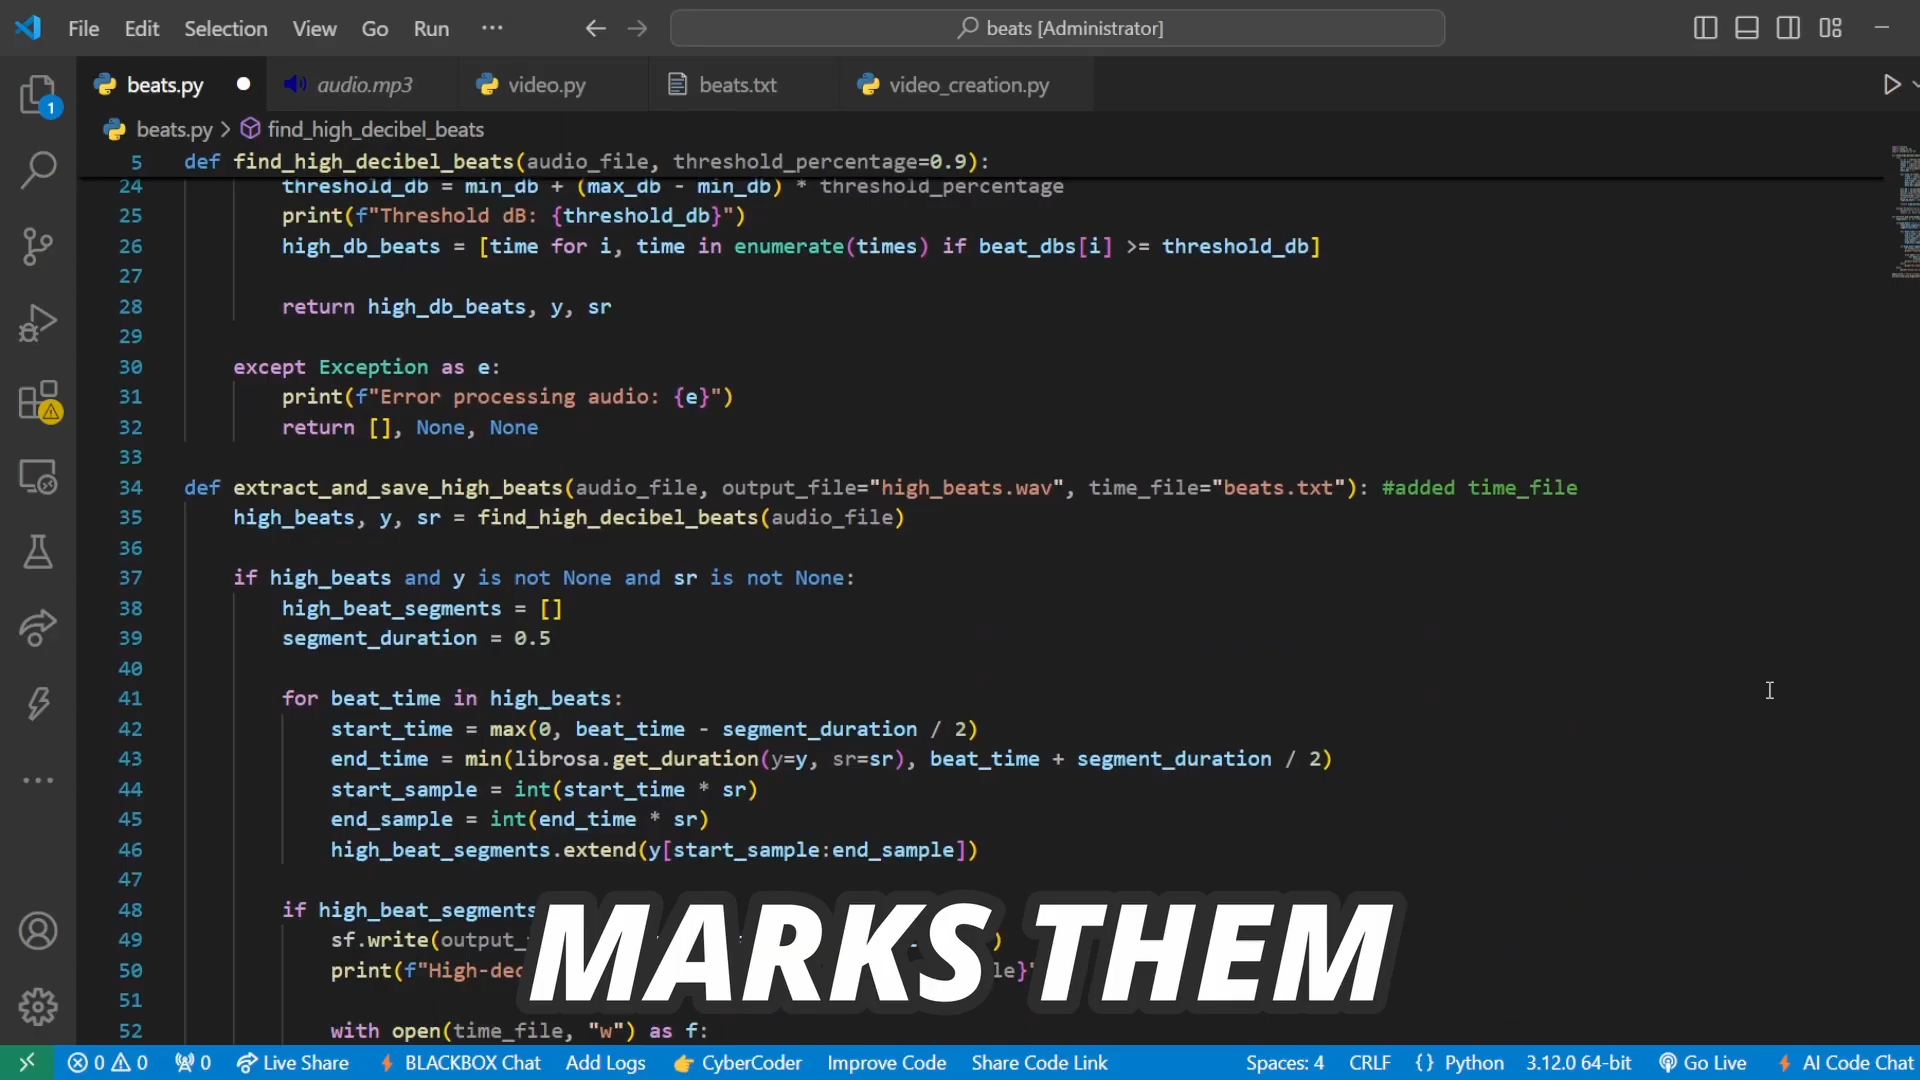 File Edit Selection View Go Run ··· beats [Administrator]
beats.py audio.mp3 video.py beats.txt video_creation.py
1
beats.py > find_high_decibel_beats
5 def find_high_decibel_beats(audio_file, threshold_percentage=0.9):
24 threshold_db = min_db + (max_db - min_db) * threshold_percentage
25 print(f"Threshold dB: {threshold_db}")
26 high_db_beats = [time for i, time in enumerate(times) if beat_dbs[i] >= threshold_db]
27
28 return high_db_beats, y, sr
29
30 except Exception as e:
31 print(f"Error processing audio: {e}")
32 return [], None, None
33
34 def extract_and_save_high_beats(audio_file, output_file="high_beats.wav", time_file="beats.txt"): #added time_file
35 high_beats, y, sr = find_high_decibel_beats(audio_file)
36
37 if high_beats and y is not None and sr is not None:
38 high_beat_segments = []
39 segment_duration = 0.5
40
41 for beat_time in high_beats:
42 start_time = max(0, beat_time - segment_duration / 2)
43 end_time = min(librosa.get_duration(y=y, sr=sr), beat_time + segment_duration / 2)
44 start_sample = int(start_time * sr)
45 end_sample = int(end_time * sr)
46 high_beat_segments.extend(y[start_sample:end_sample])
47
48 if high_beat_segments
49 sf.write(output_ )
50 print(f"High-dec le}"
51
52 with open(time_file, "w") as f:
MARKS THEM
0 0 0 Live Share BLACKBOX Chat Add Logs CyberCoder Improve Code Share Code Link Spaces: 4 CRLF {} Python 3.12.0 64-bit Go Live AI Code Chat